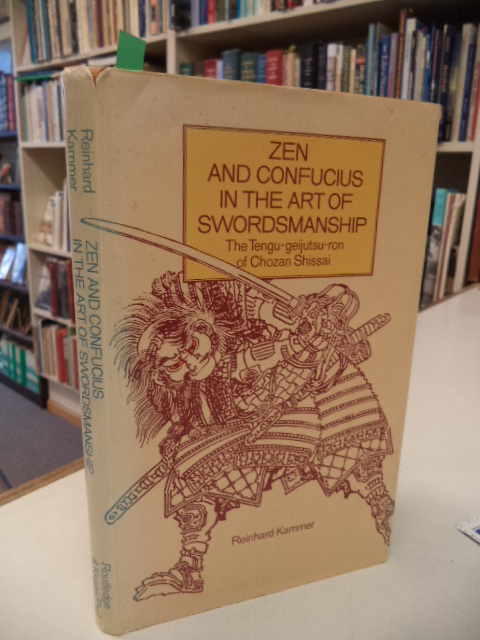 ZEN
AND CONFUCIUS
IN THE ART OF
SWORDSMANSHIP
The Tengu-geijutsu-ron
of Chozan Shissai
Reinhard Kammer
Reinhard
Kammer
ZEN AND CONFUCIUS
IN THE ART OF SWORDSMANSHIP
Routledge